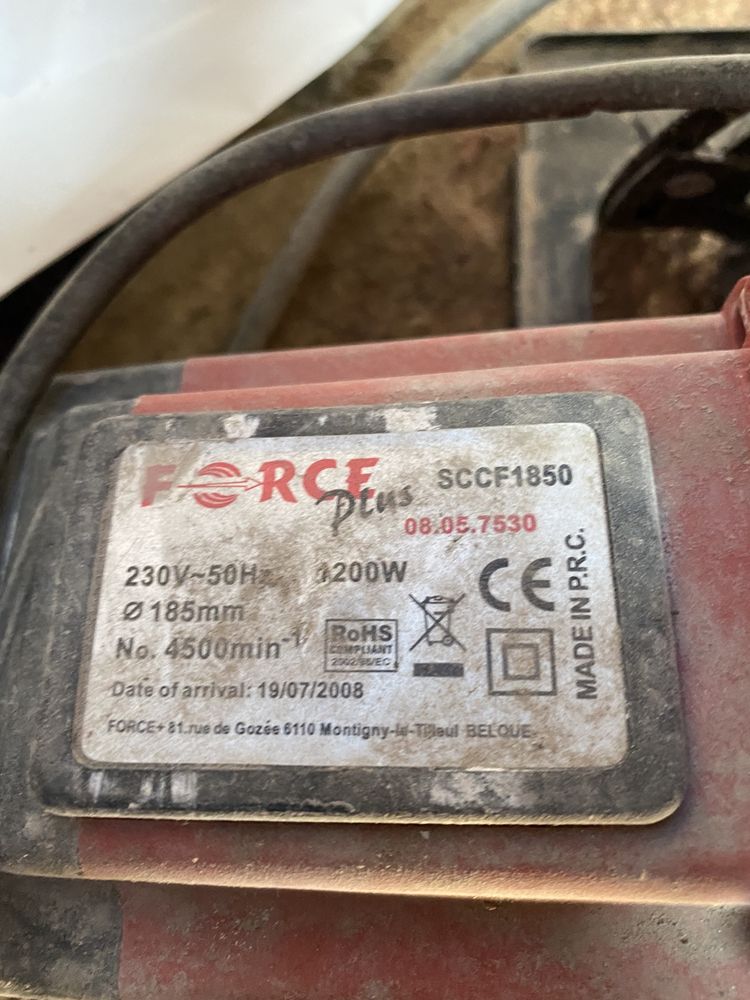 FORCE Plus SCCF1850
08.05.7530
230V~50Hz 1200W
Ø 185mm
No. 4500min-1
RoHS
COMPLIANT
2002/95/EC
CE
MADE IN P.R.C.
Date of arrival: 19/07/2008
FORCE+ 81.rue de Gozée 6110 Montigny-le-Tilleul BELQUE